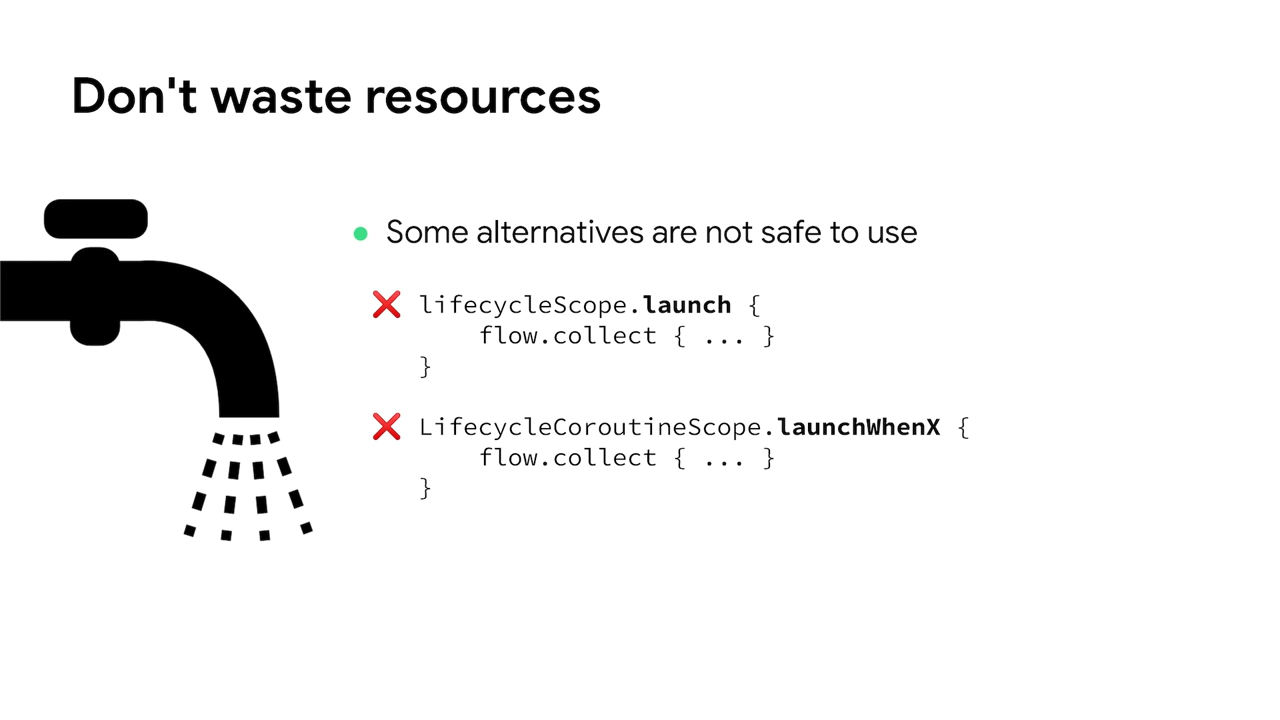 Don't waste resources
● Some alternatives are not safe to use
❌ lifecycleScope.launch {
flow.collect { ... }
}
❌ LifecycleCoroutineScope.launchWhenX {
flow.collect { ... }
}